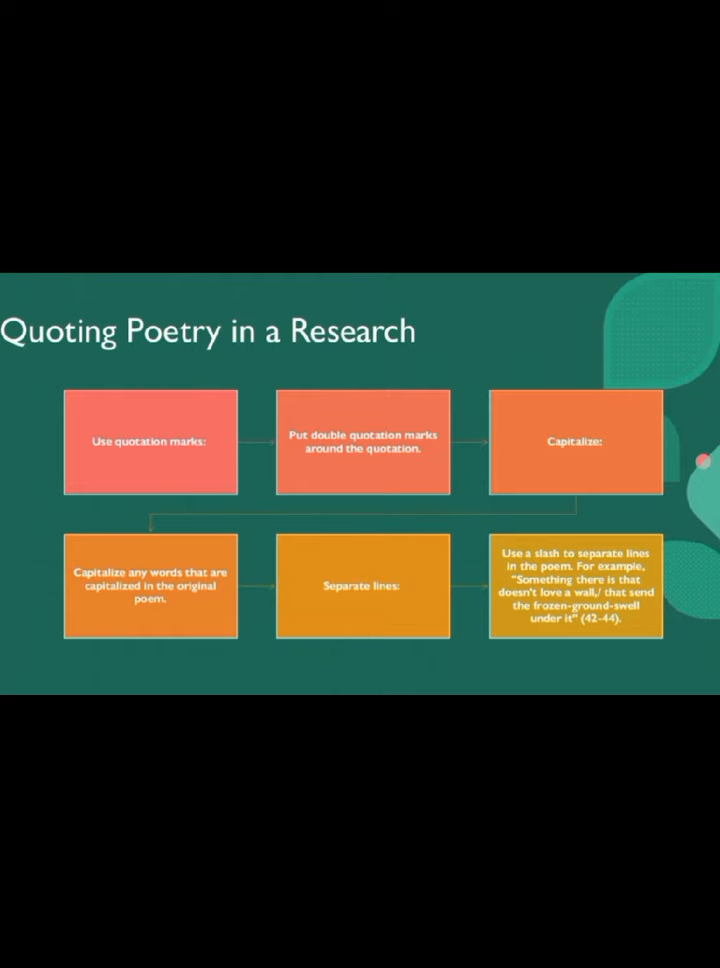 Quoting Poetry in a Research
Use quotation marks:
Put double quotation marks
around the quotation.
Capitalize:
Capitalize any words that are
capitalized in the original
poem.
Separate lines:
Use a slash to separate lines
in the poem. For example,
“Something there is that
doesn't love a wall,/ that send
the frozen-ground-swell
under it” (42-44).